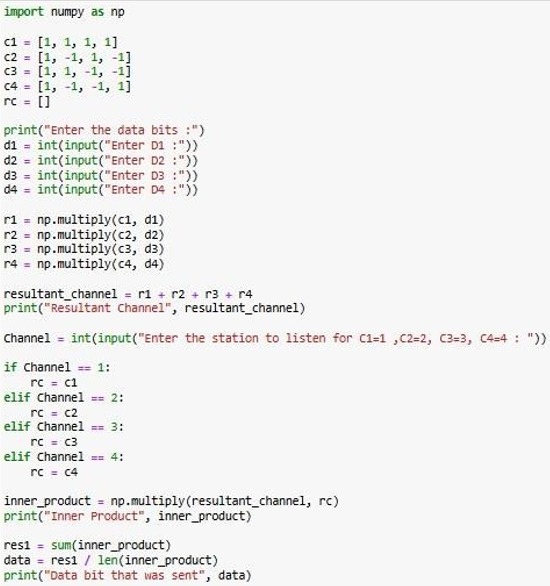 import numpy as np
c1 = [1, 1, 1, 1]
c2 = [1, -1, 1, -1]
c3 = [1, 1, -1, -1]
c4 = [1, -1, -1, 1]
rc = []
print("Enter the data bits :")
d1 = int(input("Enter D1 :"))
d2 = int(input("Enter D2 :"))
d3 = int(input("Enter D3 :"))
d4 = int(input("Enter D4 :"))
r1 = np.multiply(c1, d1)
r2 = np.multiply(c2, d2)
r3 = np.multiply(c3, d3)
r4 = np.multiply(c4, d4)
resultant_channel = r1 + r2 + r3 + r4
print("Resultant Channel", resultant_channel)
Channel = int(input("Enter the station to listen for C1=1 ,C2=2, C3=3, C4=4 : "))
if Channel == 1:
    rc = c1
elif Channel == 2:
    rc = c2
elif Channel == 3:
    rc = c3
elif Channel == 4:
    rc = c4
inner_product = np.multiply(resultant_channel, rc)
print("Inner Product", inner_product)
res1 = sum(inner_product)
data = res1 / len(inner_product)
print("Data bit that was sent", data)